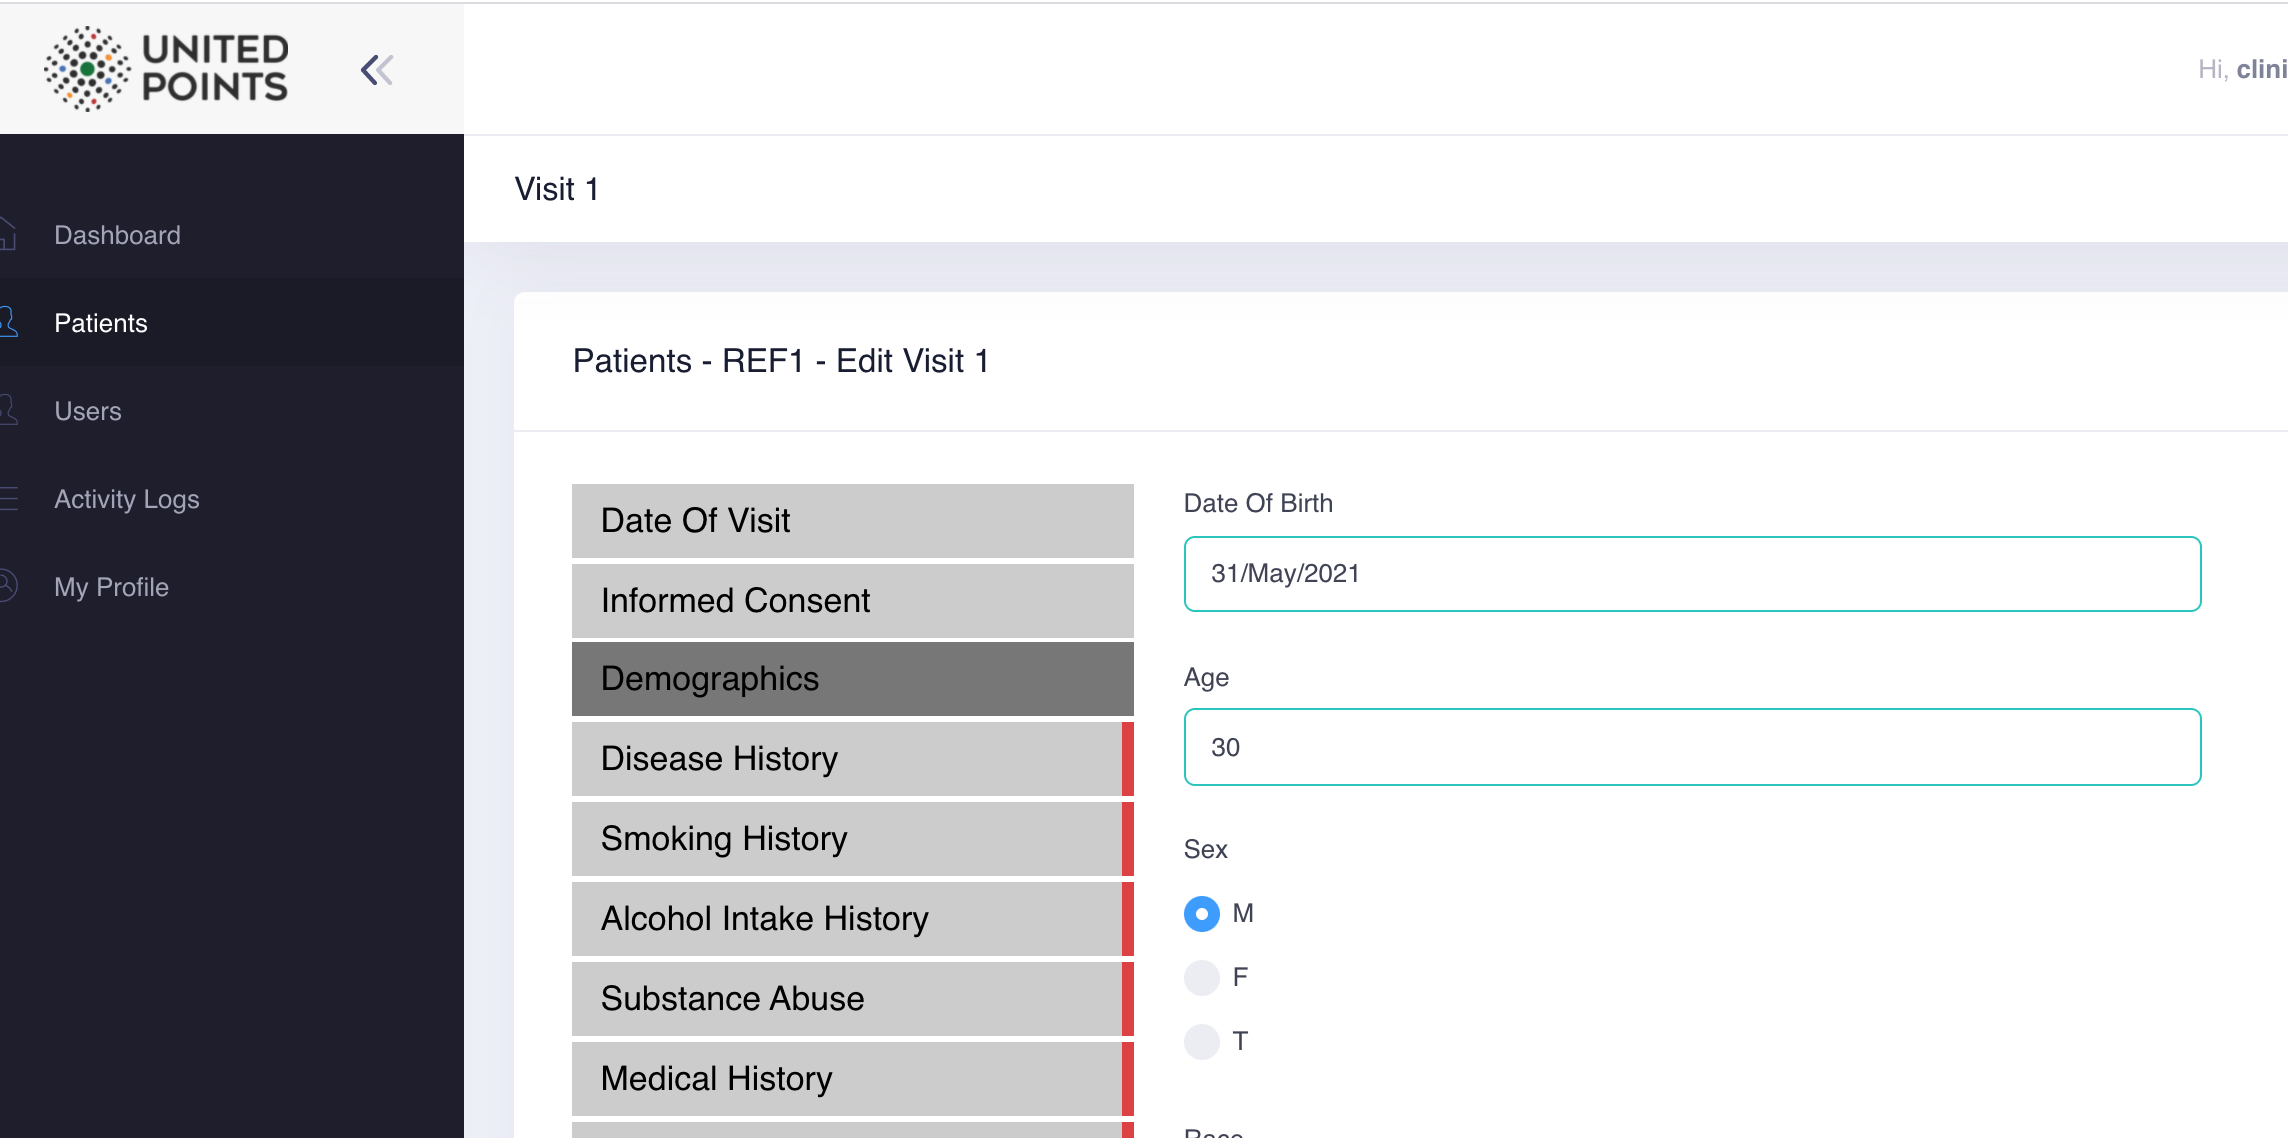 UNITED
POINTS
Hi, clini
Dashboard
Patients
Users
Activity Logs
My Profile
Visit 1
Patients - REF1 - Edit Visit 1
Date Of Visit
Informed Consent
Demographics
Disease History
Smoking History
Alcohol Intake History
Substance Abuse
Medical History
Date Of Birth
31/May/2021
Age
30
Sex
M
F
T
Race